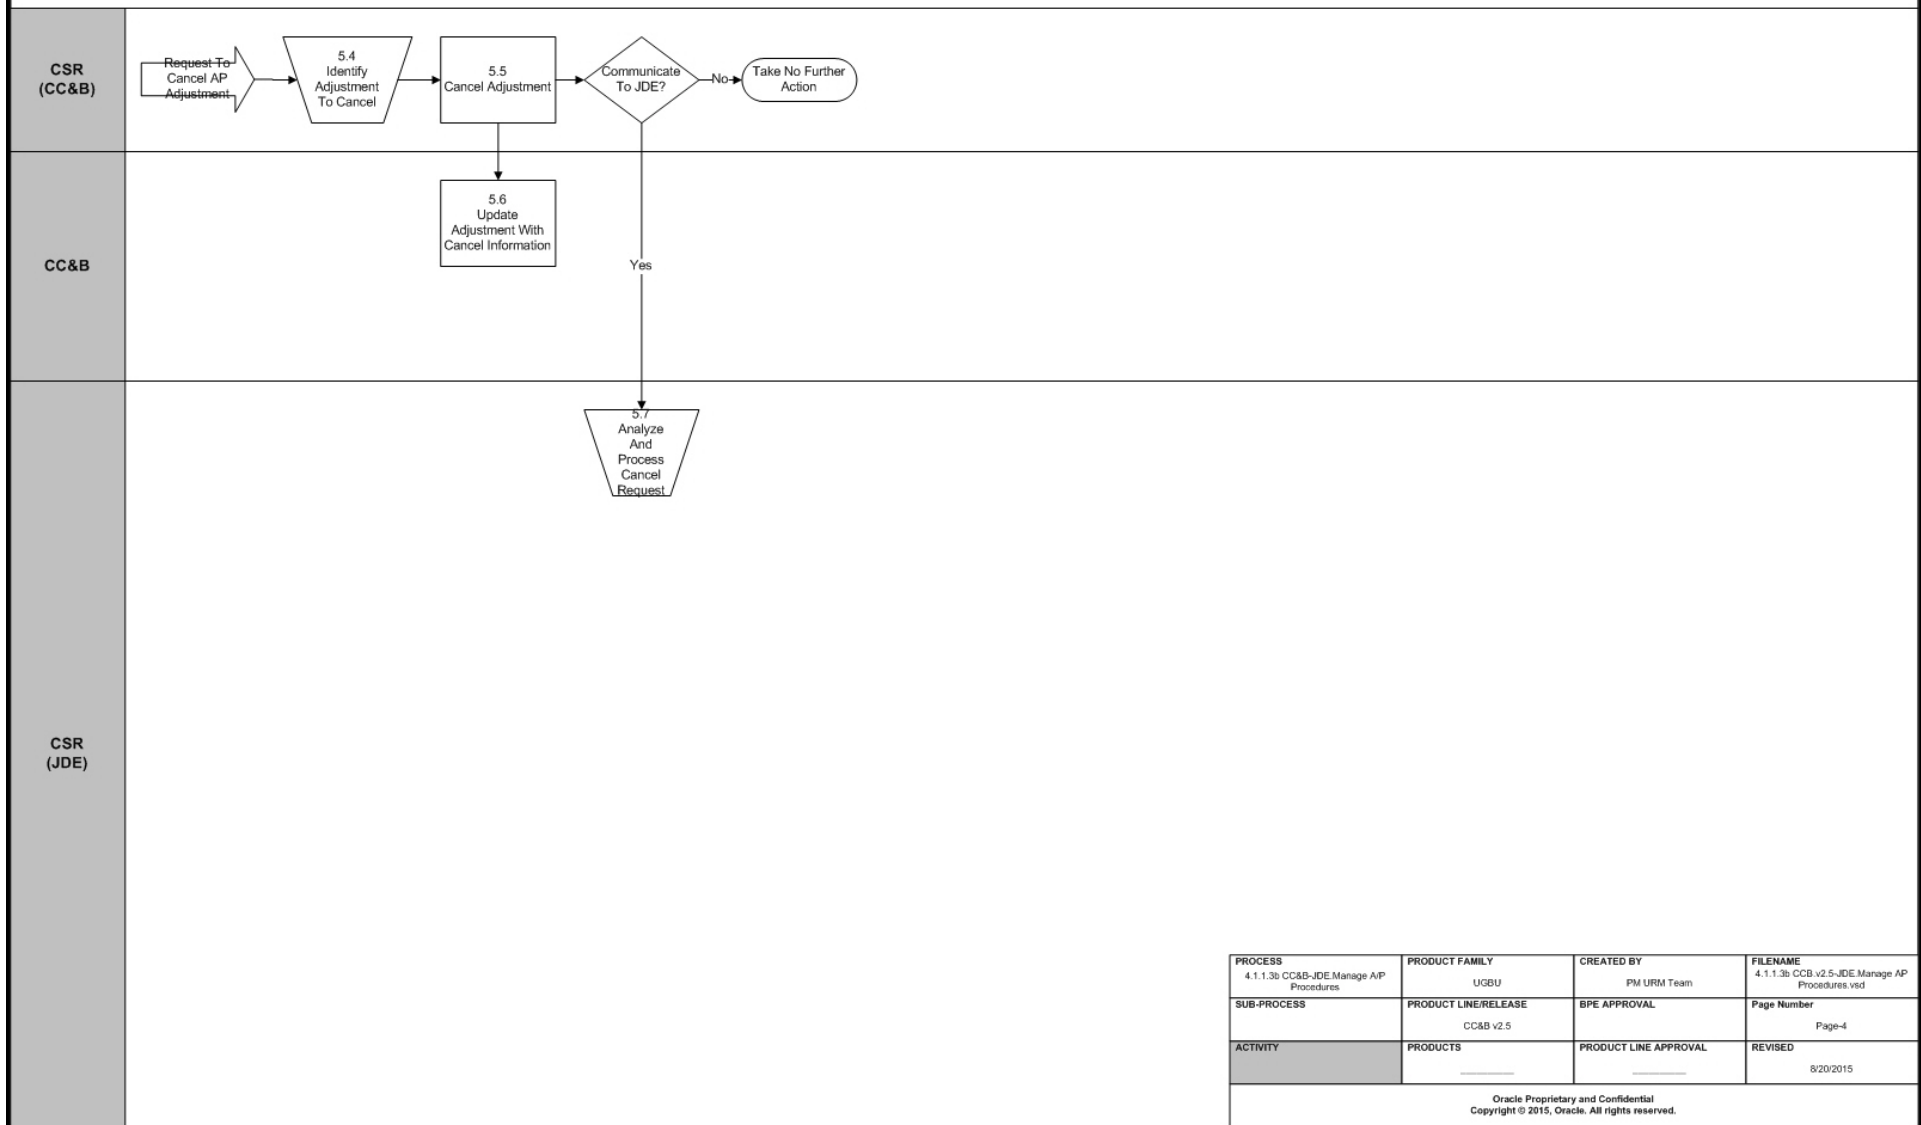 CSR
(CC&B)
Request To
Cancel AP
Adjustment
5.4
Identify
Adjustment
To Cancel
5.5
Cancel Adjustment
Communicate
To JDE?
No
Take No Further
Action
CC&B
5.6
Update
Adjustment With
Cancel Information
Yes
CSR
(JDE)
5.7
Analyze
And
Process
Cancel
Request
PROCESS
4.1.1.3b CC&B-JDE.Manage A/P
Procedures
PRODUCT FAMILY
UGBU
CREATED BY
PM URM Team
FILENAME
4.1.1.3b CCB.v2.5-JDE.Manage AP
Procedures.vsd
SUB-PROCESS
PRODUCT LINE/RELEASE
CC&B v2.5
BPE APPROVAL
Page Number
Page-4
ACTIVITY
PRODUCTS
PRODUCT LINE APPROVAL
REVISED
8/20/2015
Oracle Proprietary and Confidential
Copyright © 2015, Oracle. All rights reserved.